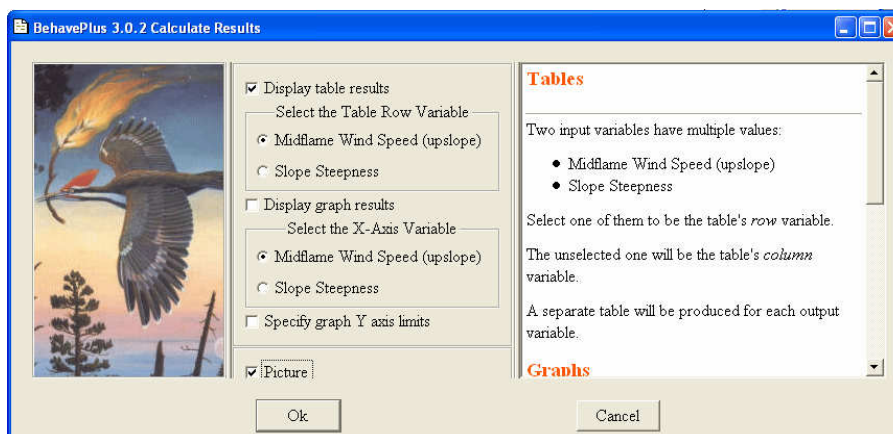 BehavePlus 3.0.2 Calculate Results
Display table results
Select the Table Row Variable
Midflame Wind Speed (upslope)
Slope Steepness
Display graph results
Select the X-Axis Variable
Midflame Wind Speed (upslope)
Slope Steepness
Specify graph Y axis limits
Picture
Tables
Two input variables have multiple values:
Midflame Wind Speed (upslope)
Slope Steepness
Select one of them to be the table's row variable.
The unselected one will be the table's column
variable.
A separate table will be produced for each output
variable.
Graphs
Ok
Cancel